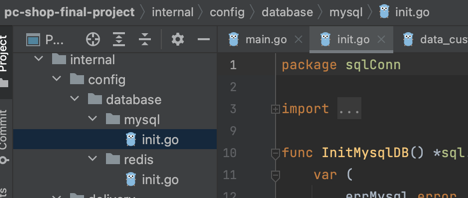 pc-shop-final-project > internal > config > database > mysql > init.go
Project
P...
main.go
init.go
data_cus
internal
config
database
mysql
init.go
redis
init.go
Commit
1 package sqlConn
2
3 import ...
9
10 func InitMysqlDB() *sql
11 var (
12 errMysql error